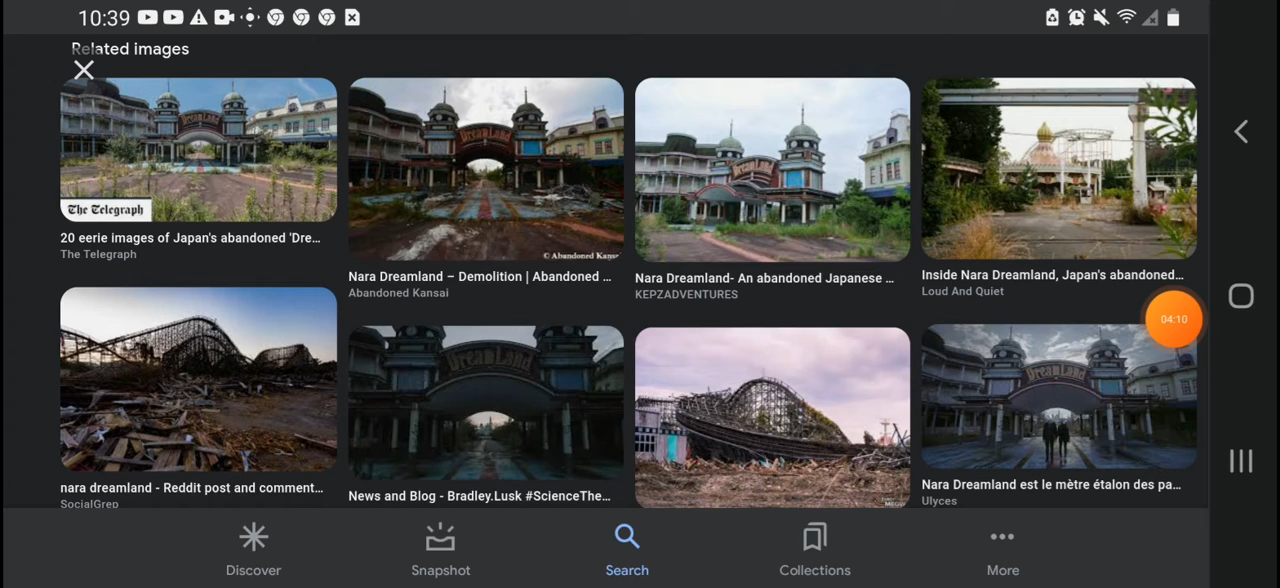 10:39
Related images
The Telegraph
20 eerie images of Japan's abandoned 'Dre...
The Telegraph
DreamLand
© Abandoned Kansai
Nara Dreamland – Demolition | Abandoned ...
Abandoned Kansai
Nara Dreamland- An abandoned Japanese ...
KEPZADVENTURES
Inside Nara Dreamland, Japan's abandoned...
Loud And Quiet
04:10
nara dreamland - Reddit post and comment...
SocialGrep
DreamLand
News and Blog - Bradley.Lusk #ScienceThe...
DreamLand
Nara Dreamland est le mètre étalon des pa...
Ulyces
Discover
Snapshot
Search
Collections
More